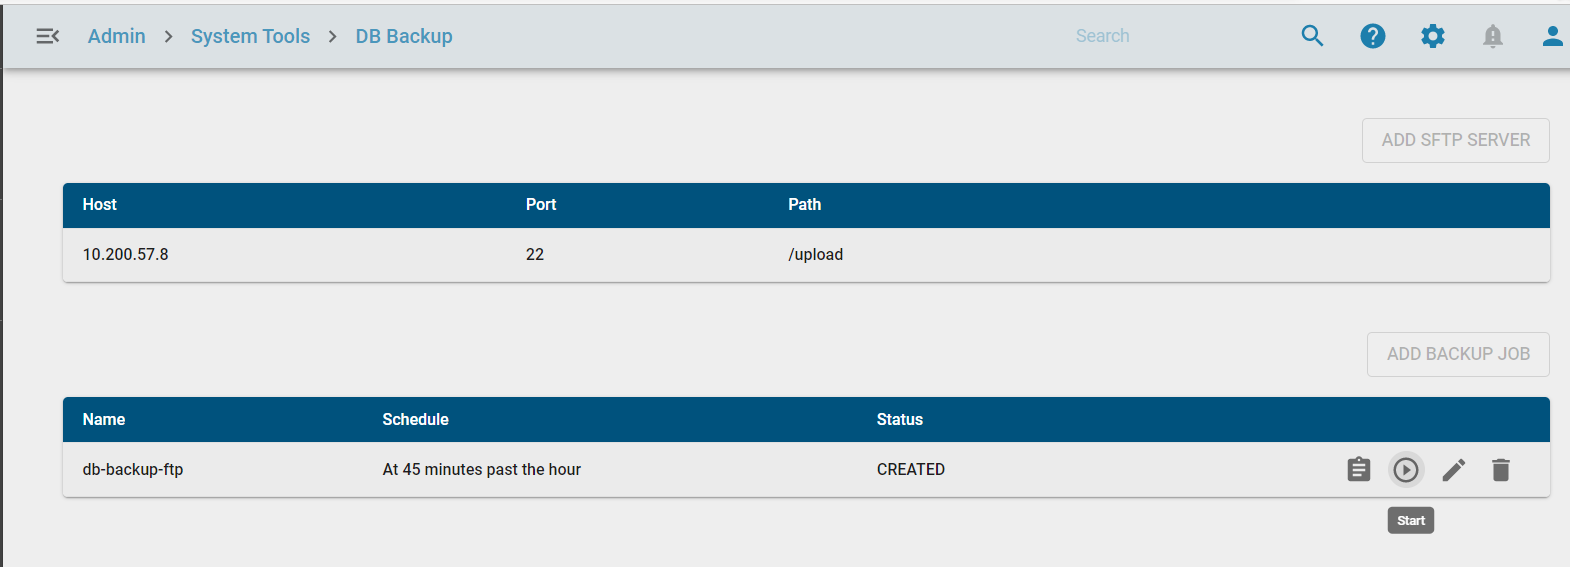 Admin > System Tools > DB Backup Search
ADD SFTP SERVER
Host Port Path
10.200.57.8 22 /upload
ADD BACKUP JOB
Name Schedule Status
db-backup-ftp At 45 minutes past the hour CREATED
Start